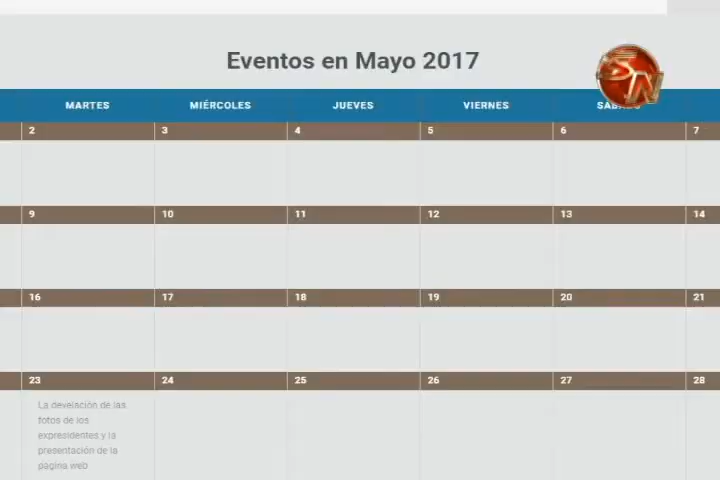 Eventos en Mayo 2017
SN
MARTES MIÉRCOLES JUEVES VIERNES
2 3 4 5 6 7
9 10 11 12 13 14
16 17 18 19 20 21
23 24 25 26 27 28
La develación de las
fotos de los
expresidentes y la
presentación de la
pagina web